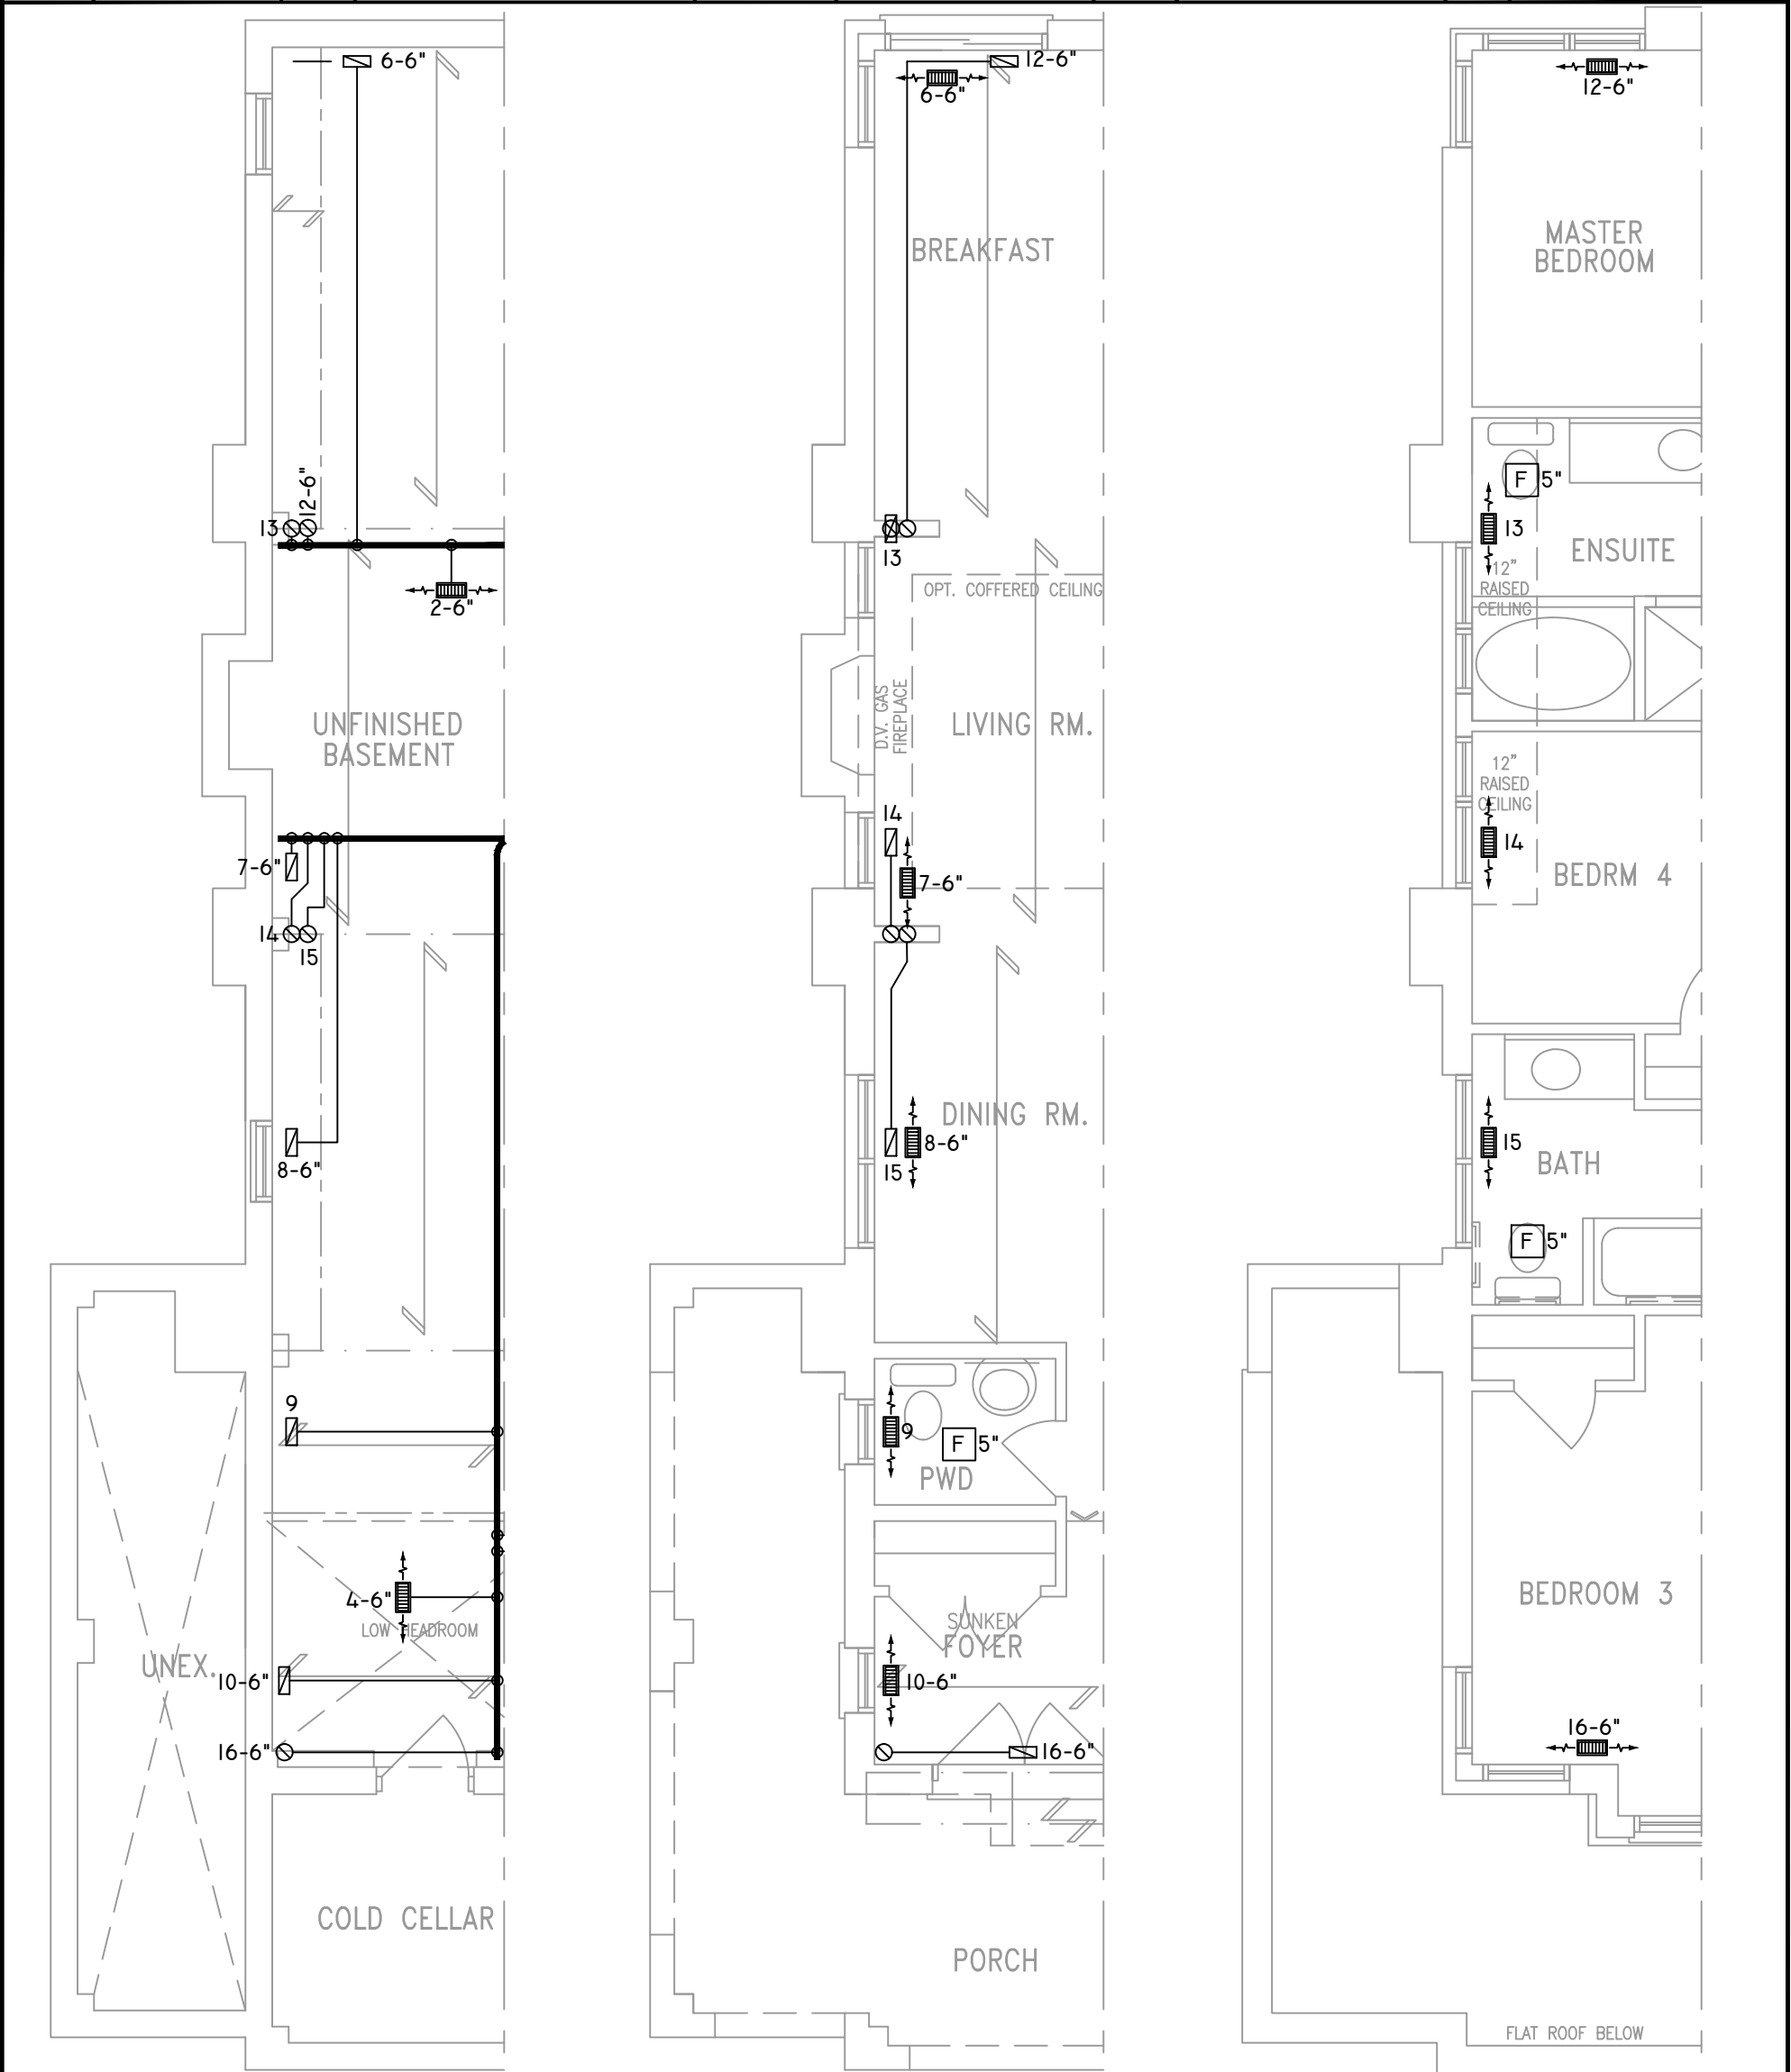 6-6"
13
12-6"
2-6"
UNFINISHED
BASEMENT
7-6"
14
15
8-6"
9
4-6"
LOW HEADROOM
UNEX.
10-6"
16-6"
COLD CELLAR
12-6"
6-6"
BREAKFAST
13
OPT. COFFERED CEILING
D.V. GAS
FIREPLACE
LIVING RM.
14
7-6"
DINING RM.
8-6"
15
9
F 5"
PWD
SUNKEN
FOYER
10-6"
16-6"
PORCH
12-6"
MASTER
BEDROOM
F 5"
13
ENSUITE
12"
RAISED
CEILING
12"
RAISED
CEILING
14
BEDRM 4
15
BATH
F 5"
BEDROOM 3
16-6"
FLAT ROOF BELOW